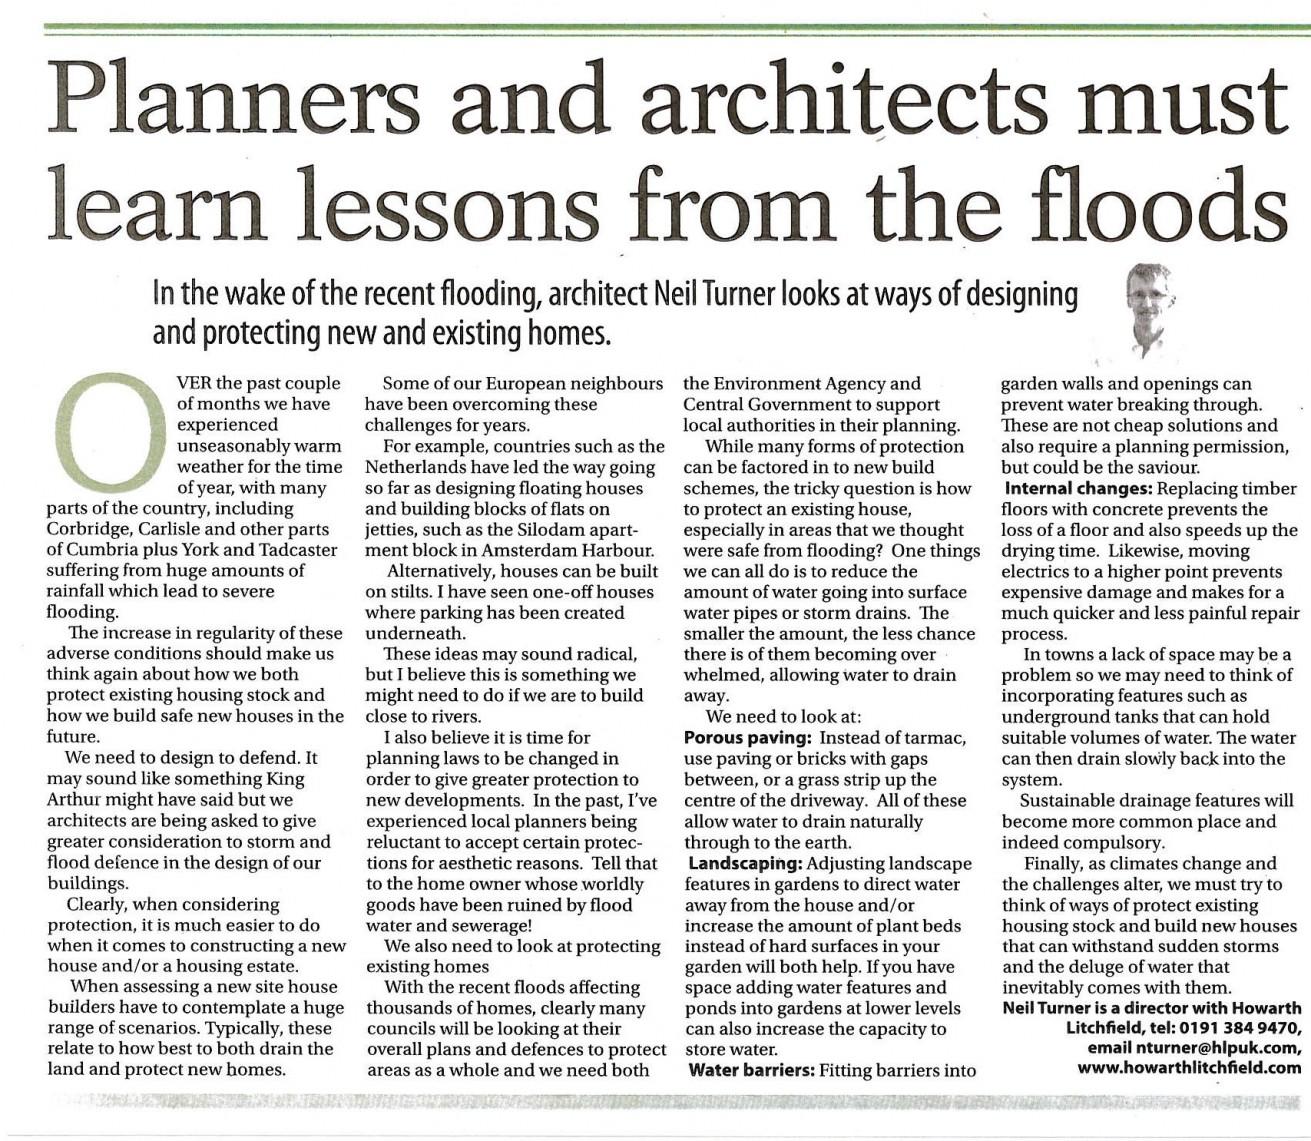 Planners and architects must
learn lessons from the floods
In the wake of the recent flooding, architect Neil Turner looks at ways of designing
and protecting new and existing homes.
OVER the past couple
of months we have
experienced
unseasonably warm
weather for the time
of year, with many
parts of the country, including
Corbridge, Carlisle and other parts
of Cumbria plus York and Tadcaster
suffering from huge amounts of
rainfall which lead to severe
flooding.
The increase in regularity of these
adverse conditions should make us
think again about how we both
protect existing housing stock and
how we build safe new houses in the
future.
We need to design to defend. It
may sound like something King
Arthur might have said but we
architects are being asked to give
greater consideration to storm and
flood defence in the design of our
buildings.
Clearly, when considering
protection, it is much easier to do
when it comes to constructing a new
house and/or a housing estate.
When assessing a new site house
builders have to contemplate a huge
range of scenarios. Typically, these
relate to how best to both drain the
land and protect new homes.
Some of our European neighbours
have been overcoming these
challenges for years.
For example, countries such as the
Netherlands have led the way going
so far as designing floating houses
and building blocks of flats on
jetties, such as the Silodam apart-
ment block in Amsterdam Harbour.
Alternatively, houses can be built
on stilts. I have seen one-off houses
where parking has been created
underneath.
These ideas may sound radical,
but I believe this is something we
might need to do if we are to build
close to rivers.
I also believe it is time for
planning laws to be changed in
order to give greater protection to
new developments. In the past, I've
experienced local planners being
reluctant to accept certain protec-
tions for aesthetic reasons. Tell that
to the home owner whose worldly
goods have been ruined by flood
water and sewerage!
We also need to look at protecting
existing homes
With the recent floods affecting
thousands of homes, clearly many
councils will be looking at their
overall plans and defences to protect
areas as a whole and we need both
the Environment Agency and
Central Government to support
local authorities in their planning.
While many forms of protection
can be factored in to new build
schemes, the tricky question is how
to protect an existing house,
especially in areas that we thought
were safe from flooding? One things
we can all do is to reduce the
amount of water going into surface
water pipes or storm drains. The
smaller the amount, the less chance
there is of them becoming over
whelmed, allowing water to drain
away.
We need to look at:
Porous paving: Instead of tarmac,
use paving or bricks with gaps
between, or a grass strip up the
centre of the driveway. All of these
allow water to drain naturally
through to the earth.
Landscaping: Adjusting landscape
features in gardens to direct water
away from the house and/or
increase the amount of plant beds
instead of hard surfaces in your
garden will both help. If you have
space adding water features and
ponds into gardens at lower levels
can also increase the capacity to
store water.
Water barriers: Fitting barriers into
garden walls and openings can
prevent water breaking through.
These are not cheap solutions and
also require a planning permission,
but could be the saviour.
Internal changes: Replacing timber
floors with concrete prevents the
loss of a floor and also speeds up the
drying time. Likewise, moving
electrics to a higher point prevents
expensive damage and makes for a
much quicker and less painful repair
process.
In towns a lack of space may be a
problem so we may need to think of
incorporating features such as
underground tanks that can hold
suitable volumes of water. The water
can then drain slowly back into the
system.
Sustainable drainage features will
become more common place and
indeed compulsory.
Finally, as climates change and
the challenges alter, we must try to
think of ways of protect existing
housing stock and build new houses
that can withstand sudden storms
and the deluge of water that
inevitably comes with them.
Neil Turner is a director with Howarth
Litchfield, tel: 0191 384 9470,
email nturner@hlpuk.com,
www.howarthlitchfield.com